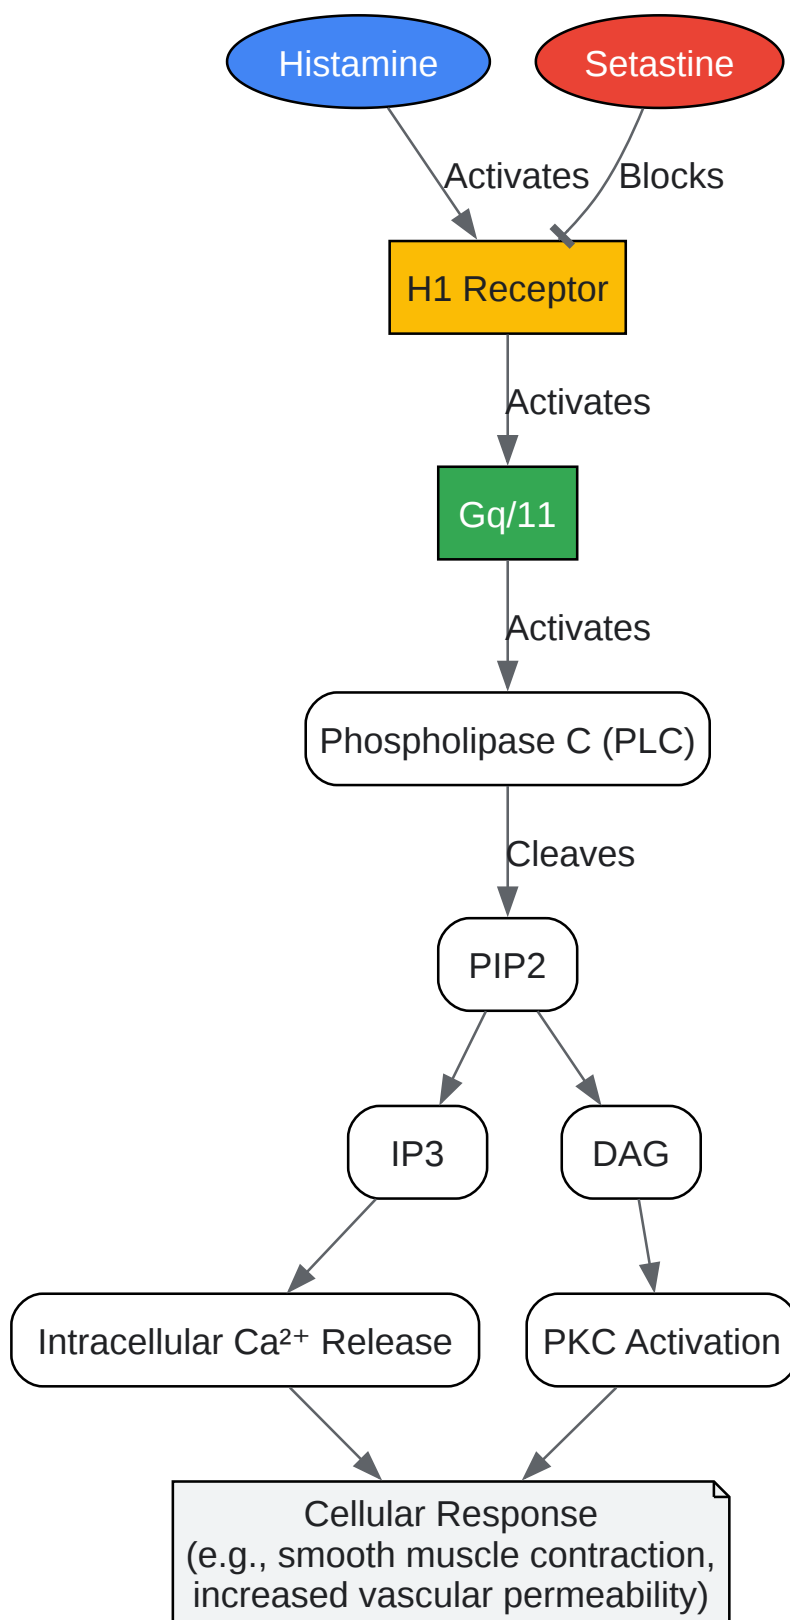 Histamine
Setastine
Activates
Blocks
H1 Receptor
Activates
Gq/11
Activates
Phospholipase C (PLC)
Cleaves
PIP2
IP3
DAG
Intracellular Ca²⁺ Release
PKC Activation
Cellular Response
(e.g., smooth muscle contraction,
increased vascular permeability)